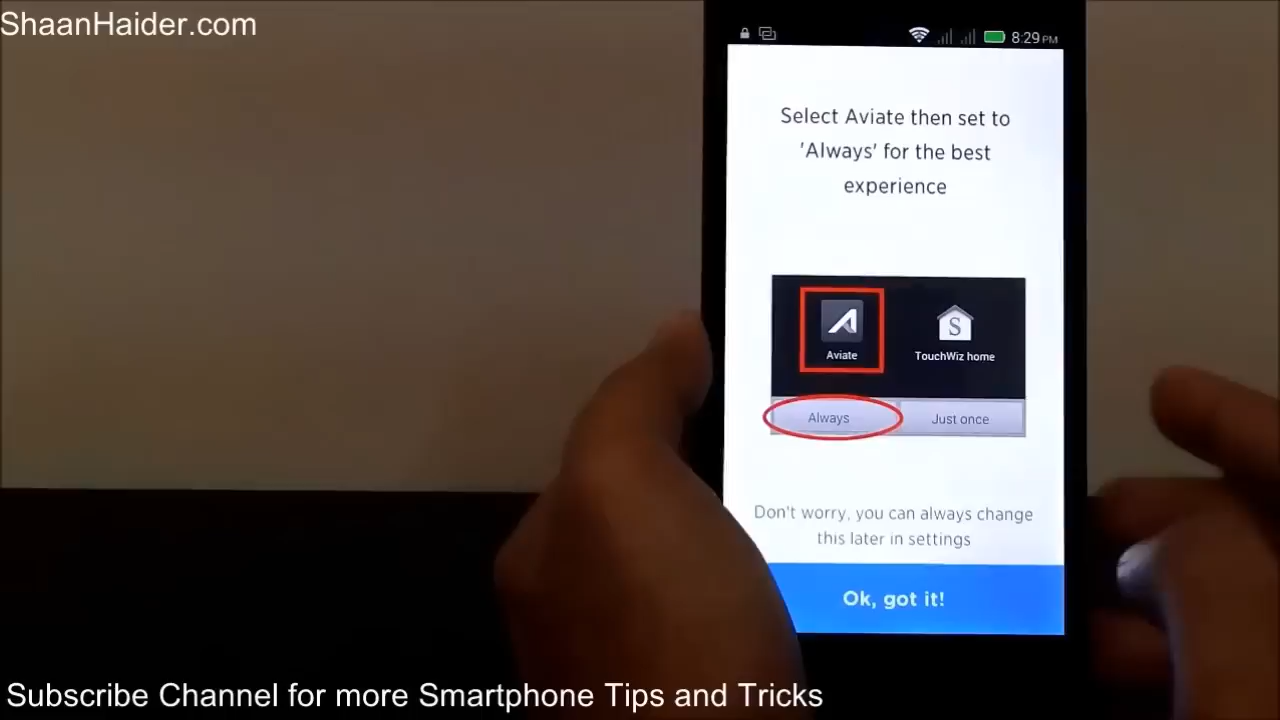 ShaanHaider.com
8:29 PM
Select Aviate then set to
'Always' for the best
experience
S
Aviate
TouchWiz home
Always
Just once
Don't worry, you can always change
this later in settings
Ok, got it!
Subscribe Channel for more Smartphone Tips and Tricks